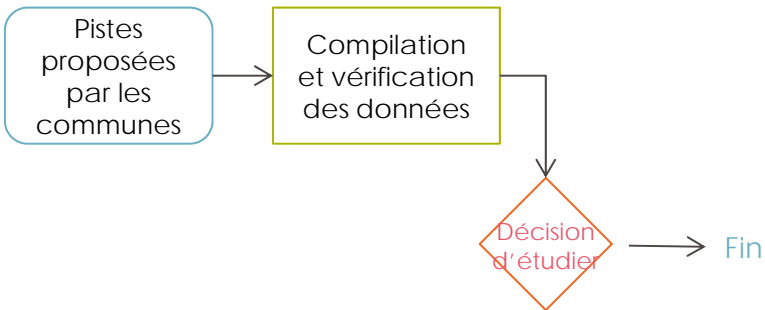 Pistes
proposées
par les
communes
Compilation
et vérification
des données
Décision
d'étudier
Fin